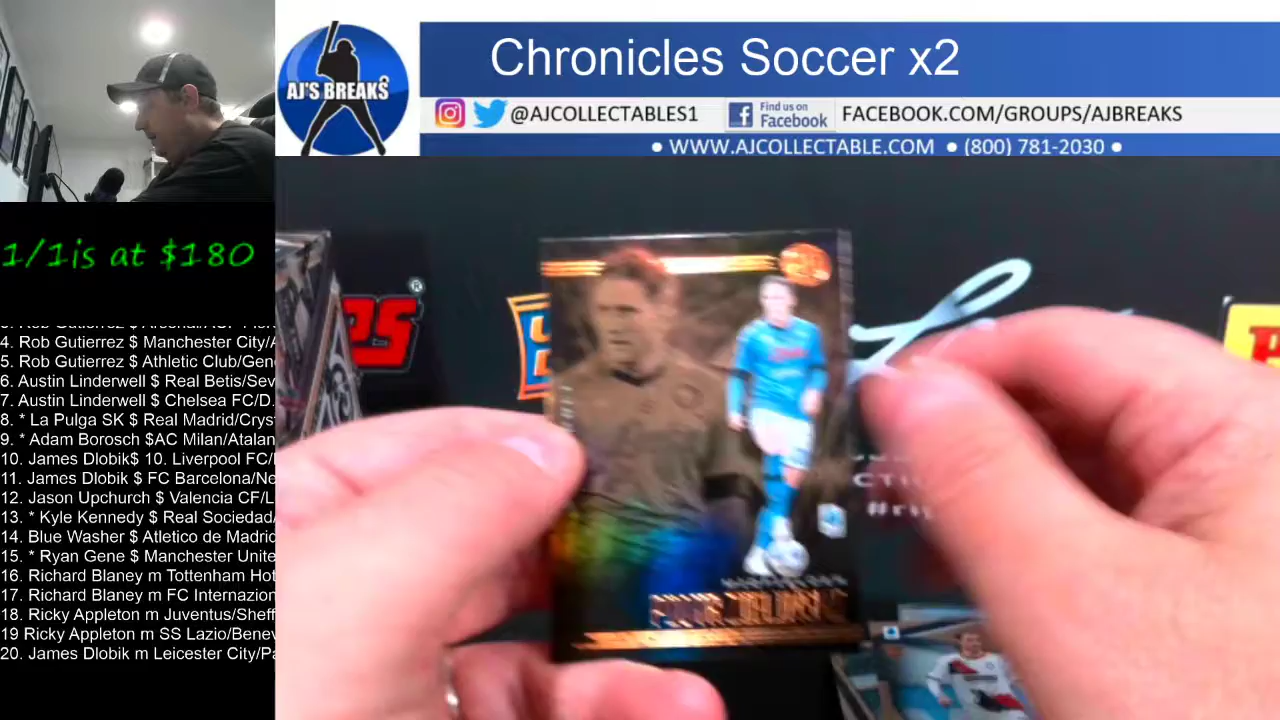 Chronicles Soccer x2
AJ'S BREAKS
@AJCOLLECTABLES1
Find us on
Facebook
FACEBOOK.COM/GROUPS/AJBREAKS
• WWW.AJCOLLECTABLE.COM • (800) 781-2030 •
1/1is at $180
4. Rob Gutierrez $ Manchester City/A
5. Rob Gutierrez $ Athletic Club/Gen
6. Austin Linderwell $ Real Betis/Sev
7. Austin Linderwell $ Chelsea FC/D.
8. * La Pulga SK $ Real Madrid/Crys
9. * Adam Borosch $AC Milan/Atalan
10. James Dlobik$ 10. Liverpool FC/
11. James Dlobik $ FC Barcelona/Ne
12. Jason Upchurch $ Valencia CF/L
13. * Kyle Kennedy $ Real Sociedad/
14. Blue Washer $ Atletico de Madrid
15. * Ryan Gene $ Manchester Unite
16. Richard Blaney m Tottenham Hot
17. Richard Blaney m FC Internazion
18. Ricky Appleton m Juventus/Sheff
19 Ricky Appleton m SS Lazio/Benev
20. James Dlobik m Leicester City/Pa